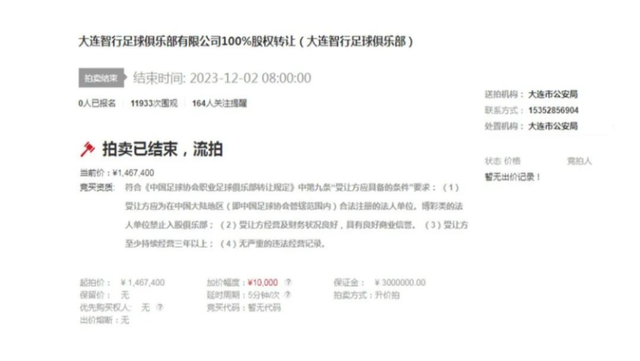 大连智行足球俱乐部有限公司100%股权转让（大连智行足球俱乐部）
拍卖结束 结束时间: 2023-12-02 08:00:00
0人已报名 11933次围观 164人关注提醒
送拍机构： 大连市公安局
联系方式： 15352856904
处置机构： 大连市公安局
拍卖已结束，流拍
当前价：¥1,467,400
竞买资质： 符合《中国足球协会职业足球俱乐部转让规定》中第九条“受让方应具备的条件”要求：（1）
受让方应为在中国大陆地区（即中国足球协会管辖范围内）合法注册的法人单位。博彩类的法
人单位禁止入股俱乐部；（2）受让方经营及财务状况良好，具有良好商业信誉。（3）受让方
至少持续经营三年以上；（4）无严重的违法经营记录。
状态 价格 竞拍人
暂无出价记录！
起拍价： ¥ 1,467,400 加价幅度：¥10,000 ? 保证金： ¥ 3000000.00
保留价： 无 延时周期：5分钟/次 ? 拍卖方式：升价拍
优先购买权人： 无 ? 竞买代码：暂无代码
出价熔断：无